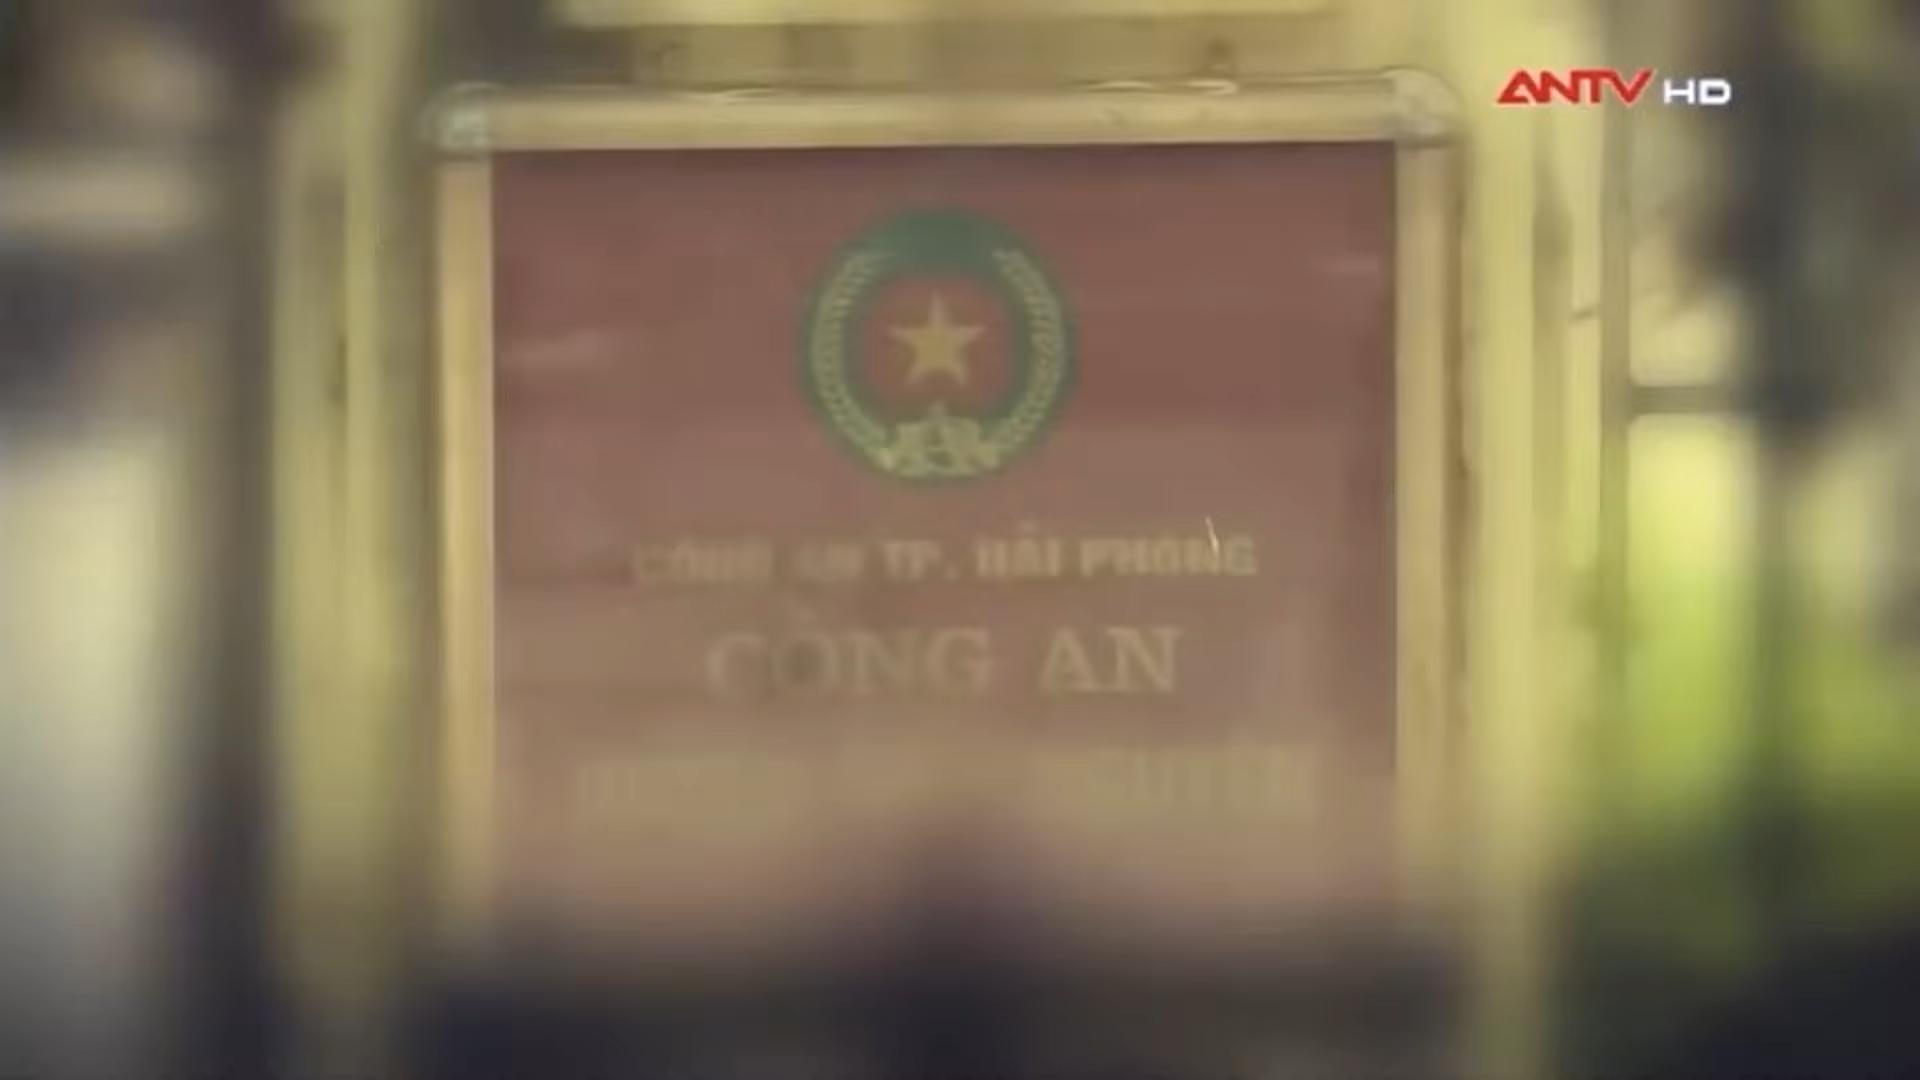 ANTV HD
CÔNG AN TP. HẢI PHÒNG
CÔNG AN